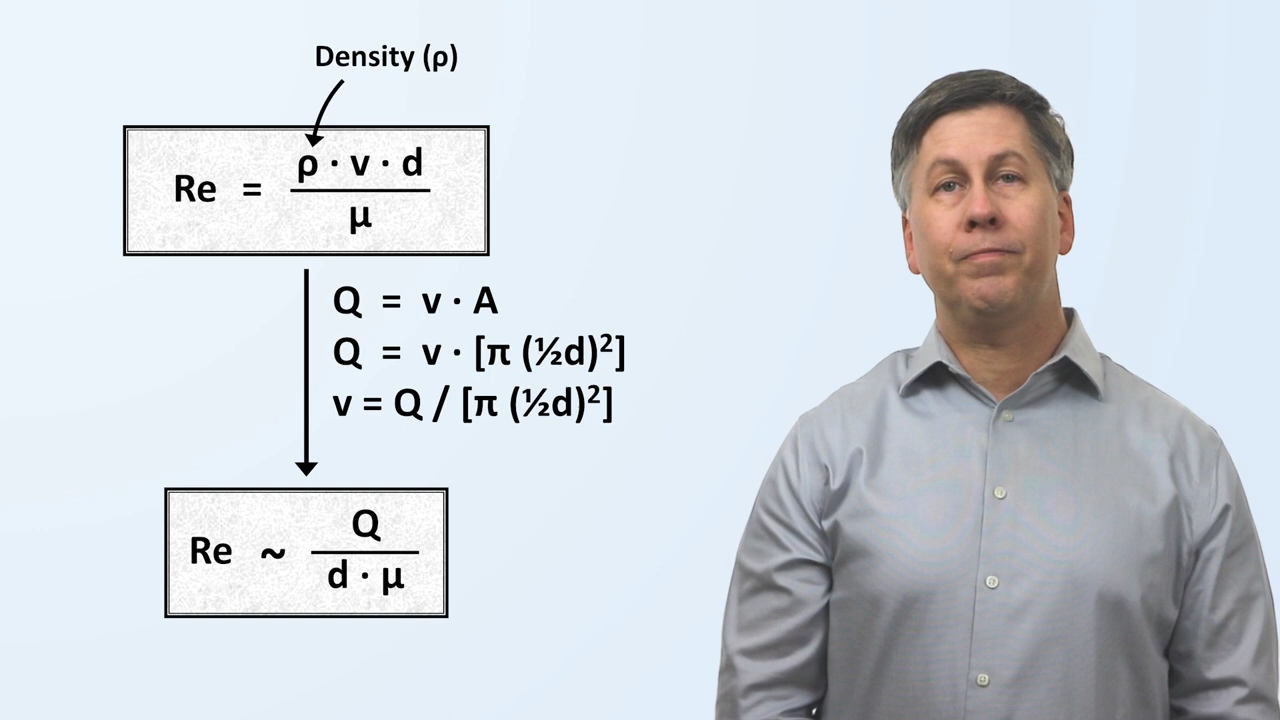 Density (ρ)
Re = ρ · v · d / μ
Q = v · A
Q = v · [π (½d)²]
v = Q / [π (½d)²]
Re ~ Q / d · μ